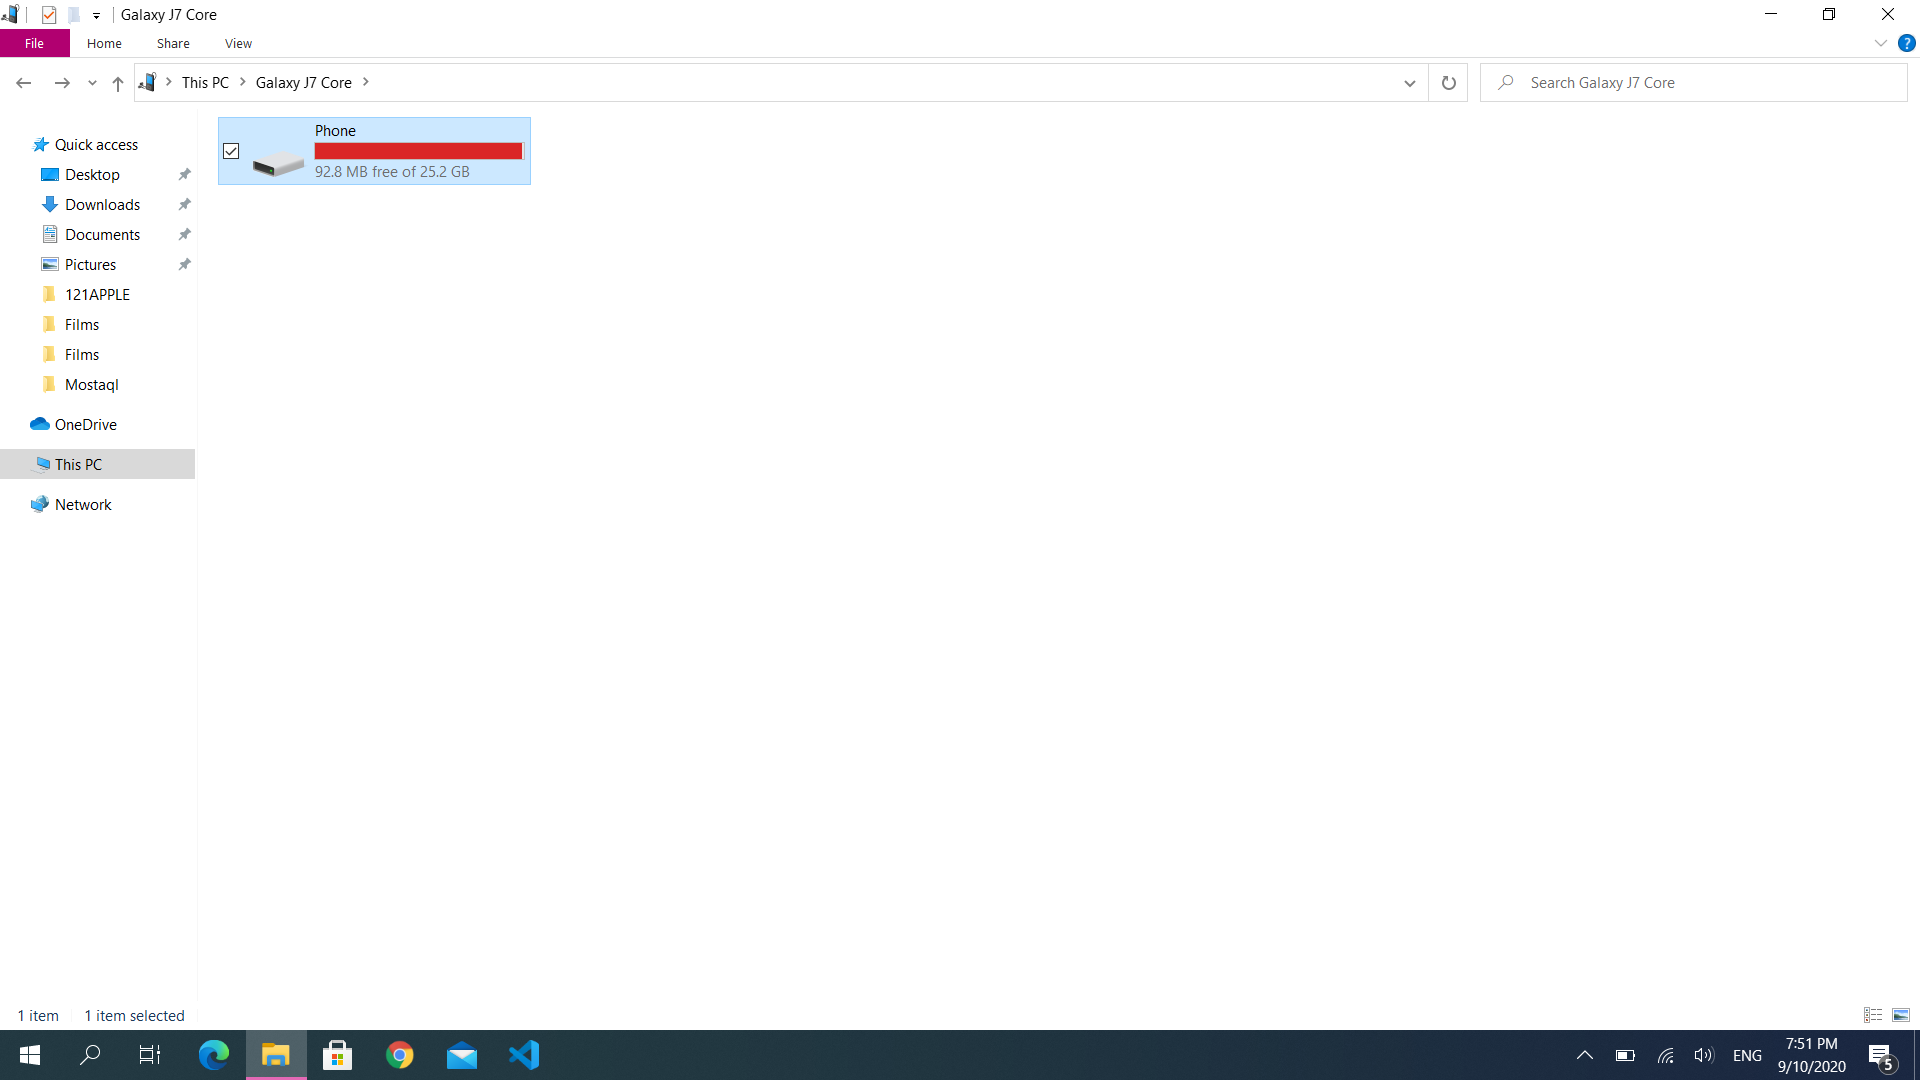 Galaxy J7 Core
File Home Share View
This PC Galaxy J7 Core
Search Galaxy J7 Core
Quick access
Desktop
Downloads
Documents
Pictures
121APPLE
Films
Films
Mostaql
OneDrive
This PC
Network
Phone
92.8 MB free of 25.2 GB
1 item 1 item selected
ENG
7:51 PM
9/10/2020
5